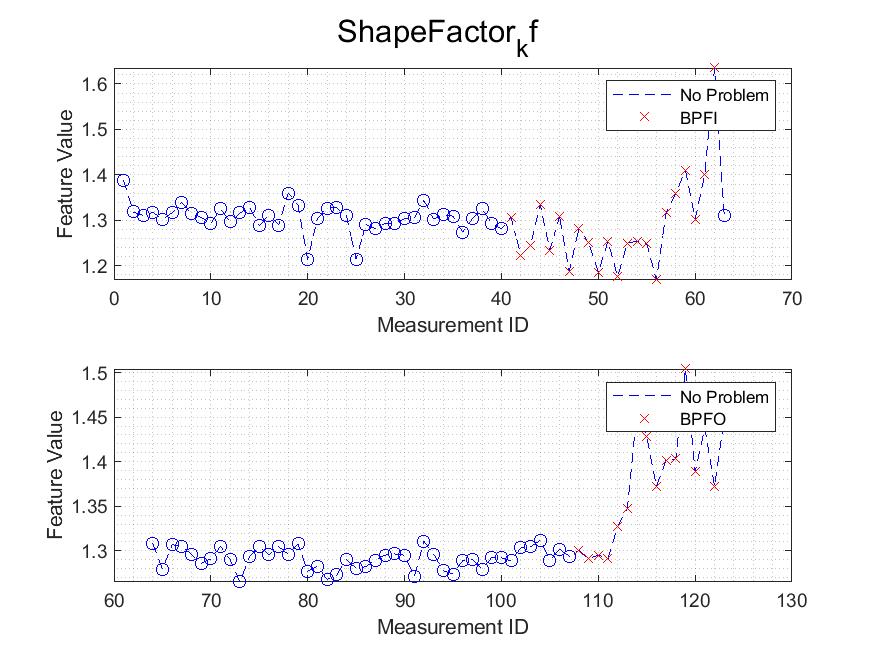 ShapeFactor_kf
1.6
1.5
1.4
1.3
1.2
Feature Value
No Problem
BPFI
0 10 20 30 40 50 60 70
Measurement ID
1.5
1.45
1.4
1.35
1.3
Feature Value
No Problem
BPFO
60 70 80 90 100 110 120 130
Measurement ID